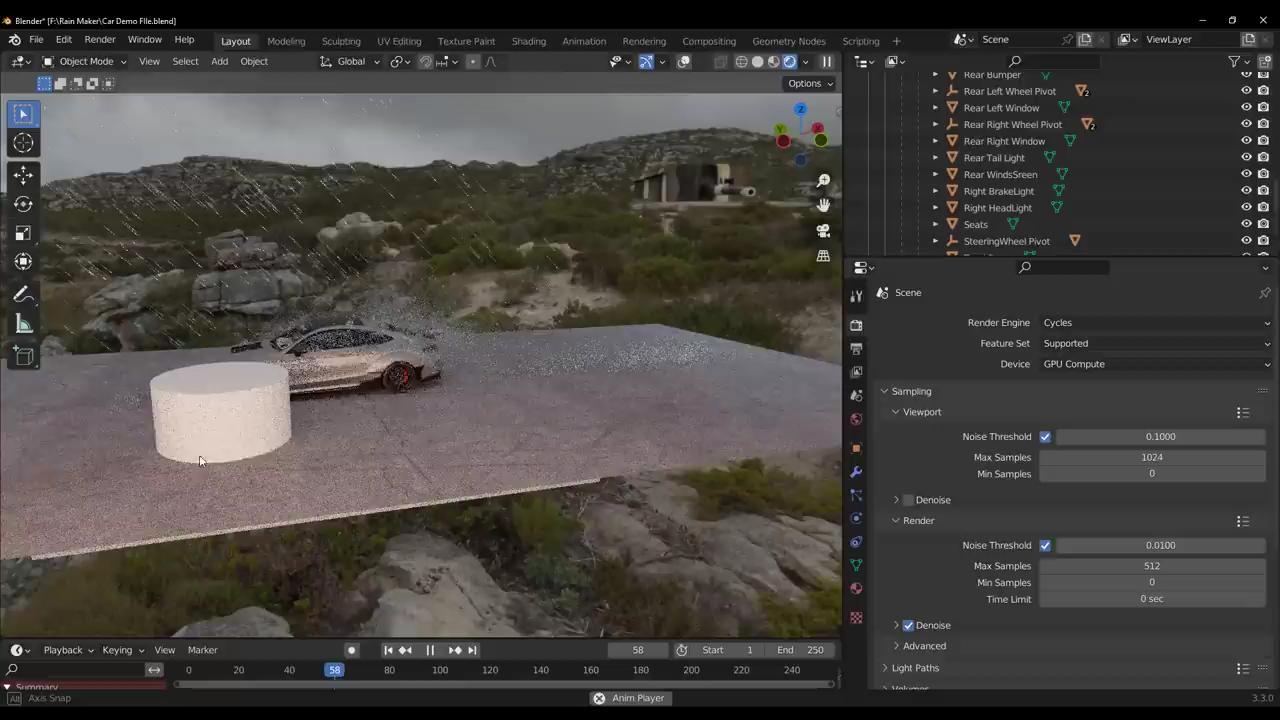 Blender* [F:\Rain Maker\Car Demo FIle.blend]
File Edit Render Window Help
Layout Modeling Sculpting UV Editing Texture Paint Shading Animation Rendering Compositing Geometry Nodes Scripting
Scene
ViewLayer
Object Mode View Select Add Object
Global
Options
Z
Y
X
Rear Bumper
Rear Left Wheel Pivot 2
Rear Left Window
Rear Right Wheel Pivot 2
Rear Right Window
Rear Tail Light
Rear WindsSreen
Right BrakeLight
Right HeadLight
Seats
SteeringWheel Pivot
Scene
Render Engine Cycles
Feature Set Supported
Device GPU Compute
Sampling
Viewport
Noise Threshold 0.1000
Max Samples 1024
Min Samples 0
Denoise
Render
Noise Threshold 0.0100
Max Samples 512
Min Samples 0
Time Limit 0 sec
Denoise
Advanced
Light Paths
Volumes
Playback Keying View Marker
58 Start 1 End 250
0 20 40 58 80 100 120 140 160 180 200 220 240
Summary
Alt Axis Snap
Anim Player
3.3.0